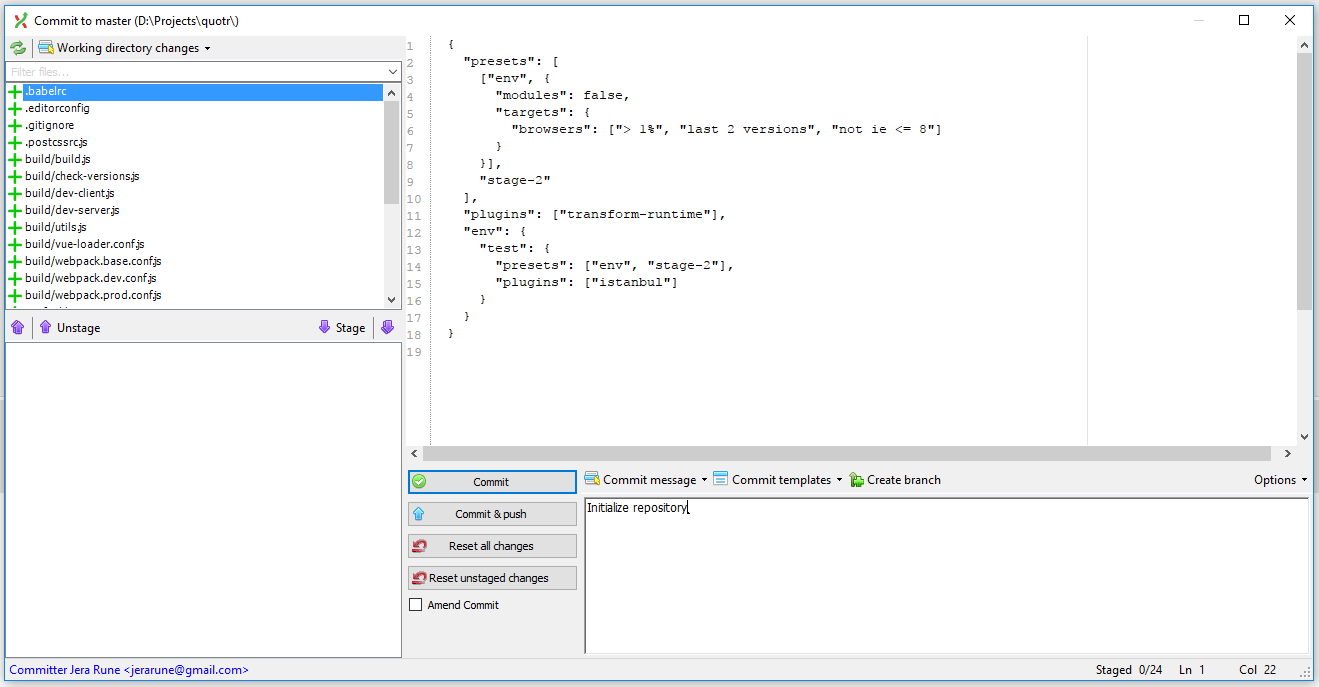 Commit to master (D:\Projects\quotr\)
Working directory changes
Filter files...
.babelrc
.editorconfig
.gitignore
.postcssrc.js
build/build.js
build/check-versions.js
build/dev-client.js
build/dev-server.js
build/utils.js
build/vue-loader.conf.js
build/webpack.base.conf.js
build/webpack.dev.conf.js
build/webpack.prod.conf.js
Unstage
Stage
1 {
2 "presets": [
3 ["env", {
4 "modules": false,
5 "targets": {
6 "browsers": ["> 1%", "last 2 versions", "not ie <= 8"]
7 }
8 }],
9 "stage-2"
10 ],
11 "plugins": ["transform-runtime"],
12 "env": {
13 "test": {
14 "presets": ["env", "stage-2"],
15 "plugins": ["istanbul"]
16 }
17 }
18 }
19
Commit
Commit & push
Reset all changes
Reset unstaged changes
Amend Commit
Commit message
Commit templates
Create branch
Options
Initialize repository
Committer Jera Rune <jerarune@gmail.com>
Staged 0/24
Ln 1
Col 22